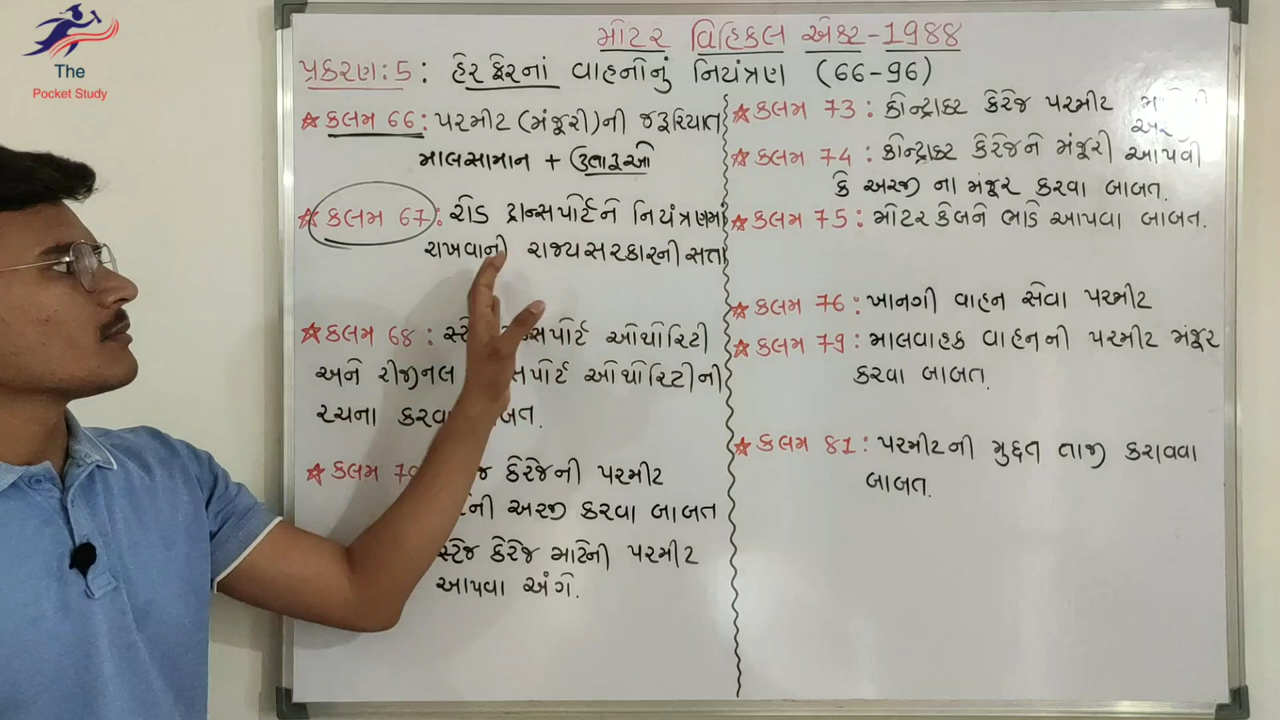 The
Pocket Study
મોટર વિહિકલ એક્ટ-1988
પ્રકરણ:5 : હેરફેરનાં વાહનોનું નિયંત્રણ (66-96)
☆ કલમ 66: પરમીટ (મંજૂરી)ની જરૂરિયાત
માલસામાન + ઉતારૂઓ
☆ કલમ 67: રોડ ટ્રાન્સપોર્ટને નિયંત્રણમાં
રાખવાની રાજ્યસરકારની સત્તા
☆ કલમ 68 : ઓથોરિટી
અને રીજીનલ ઓથોરિટીની
રચના
☆ કલમ કેરેજની પરમીટ
અરજી કરવા બાબત
સ્ટેજ કેરેજ માટેની પરમીટ
આપવા અંગે.
☆ કલમ 73 : કોન્ટ્રાક્ટ કેરેજ પરમીટ
☆ કલમ 74 : કોન્ટ્રાક્ટ કેરેજને મંજૂરી આપવી
કે અરજી ના મંજૂર કરવા બાબત.
☆ કલમ 75 : મોટરકેબને ભાડે આપવા બાબત.
☆ કલમ 76 : ખાનગી વાહન સેવા પરમીટ
☆ કલમ 79 : માલવાહક વાહનની પરમીટ મંજૂર
કરવા બાબત.
☆ કલમ 81 : પરમીટની મુદ્દત તાજી કરાવવા
બાબત.